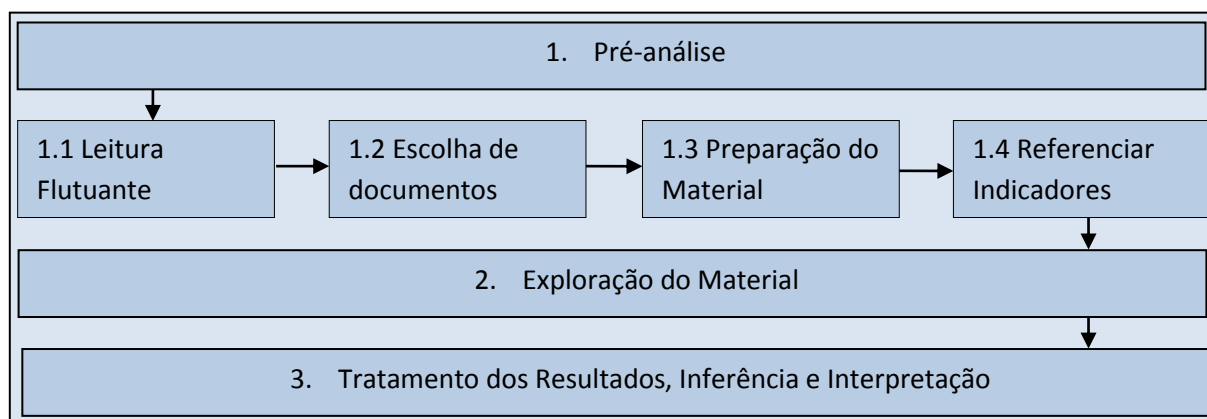 1. Pré-análise
1.1 Leitura
Flutuante
1.2 Escolha de
documentos
1.3 Preparação do
Material
1.4 Referenciar
Indicadores
2. Exploração do Material
3. Tratamento dos Resultados, Inferência e Interpretação